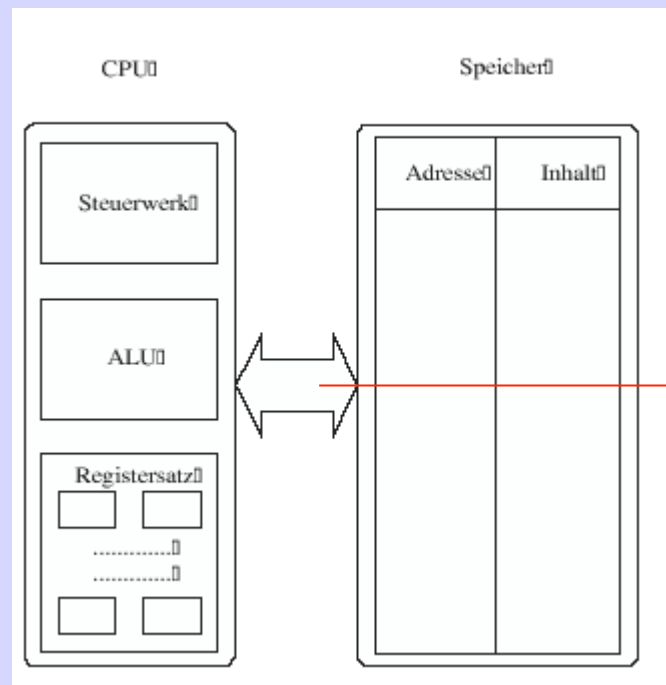 CPU▯
Speicher▯
Steuerwerk▯
ALU▯
Registersatz▯
.............▯
.............▯
Adresse▯
Inhalt▯